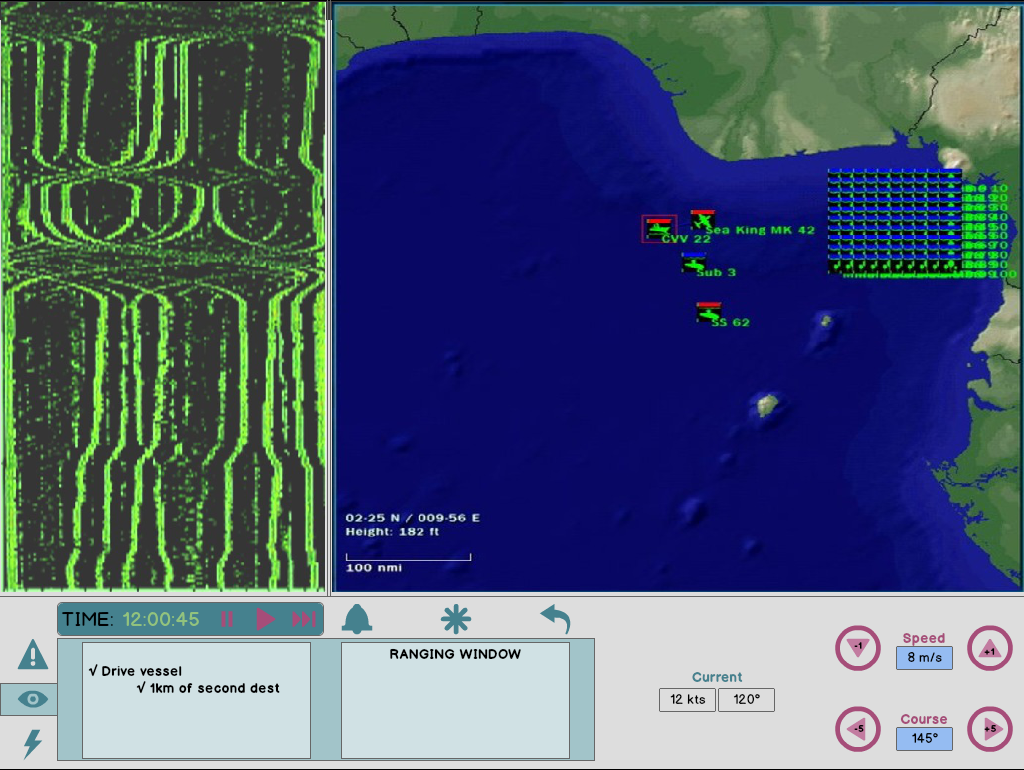 Sea King MK 42
CVV 22
Sub 3
SS 62
02-25 N / 009-56 E
Height: 182 ft
100 nmi
TIME: 12:00:45
√ Drive vessel
√ 1km of second dest
RANGING WINDOW
Current
12 kts 120°
Speed
-1 8 m/s +1
Course
-5 145° +5